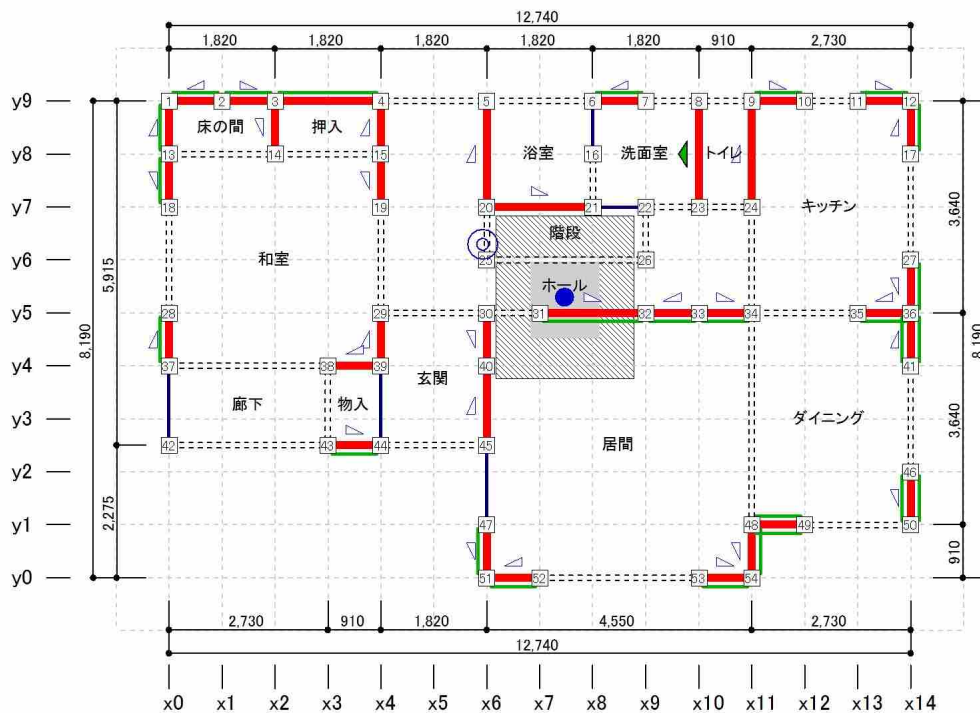 12,740
1,820 1,820 1,820 1,820 1,820 910 2,730
y9 1 2 3 4 5 6 7 8 9 10 11 12
床の間 押入 浴室 洗面室 トイレ
y8 13 14 15 16 17
y7 18 19 20 21 22 23 24 キッチン 3,640
階段
和室
y6 25 26 27
5,915
ホール
y5 28 29 30 31 32 33 34 35 36
8,190 8,190
y4 37 38 39 40 41
玄関
廊下 物入
y3 ダイニング 3,640
居間
42 43 44 45
y2 46
2,275
y1 47 48 49 50
910
y0 51 52 53 54
2,730 910 1,820 4,550 2,730
12,740
x0 x1 x2 x3 x4 x5 x6 x7 x8 x9 x10 x11 x12 x13 x14